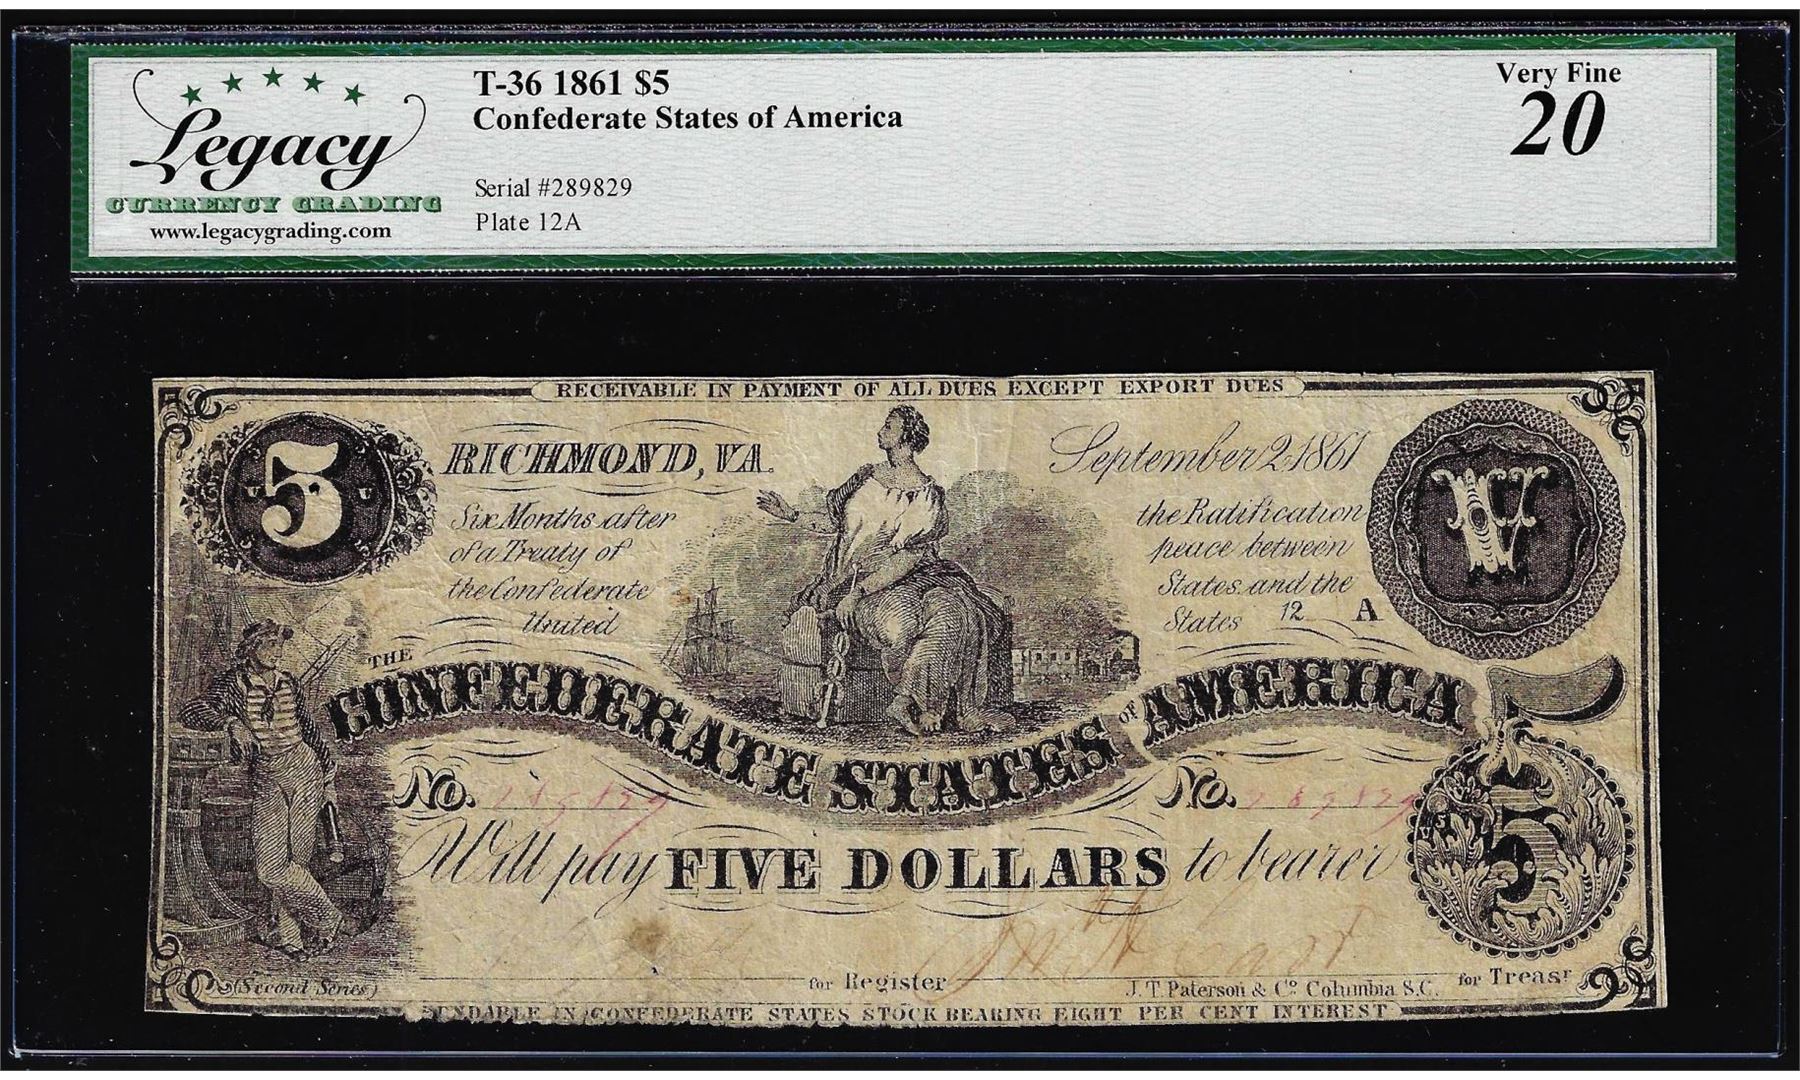 Legacy
CURRENCY GRADING
www.legacygrading.com
T-36 1861 $5
Confederate States of America
Serial #289829
Plate 12A
Very Fine
20
RECEIVABLE IN PAYMENT OF ALL DUES EXCEPT EXPORT DUES
5
RICHMOND, VA.
September 2, 1861
V
Six Months after the Ratification
of a Treaty of peace between
the Confederate States and the
United States 12 A
THE CONFEDERATE STATES OF AMERICA
No. No. 289829
5
Will pay FIVE DOLLARS to bearer
for Register
for Treasr
(Second Series)
J. T. Paterson & Co. Columbia S.C.
UNDABLE IN CONFEDERATE STATES STOCK BEARING EIGHT PER CENT INTEREST